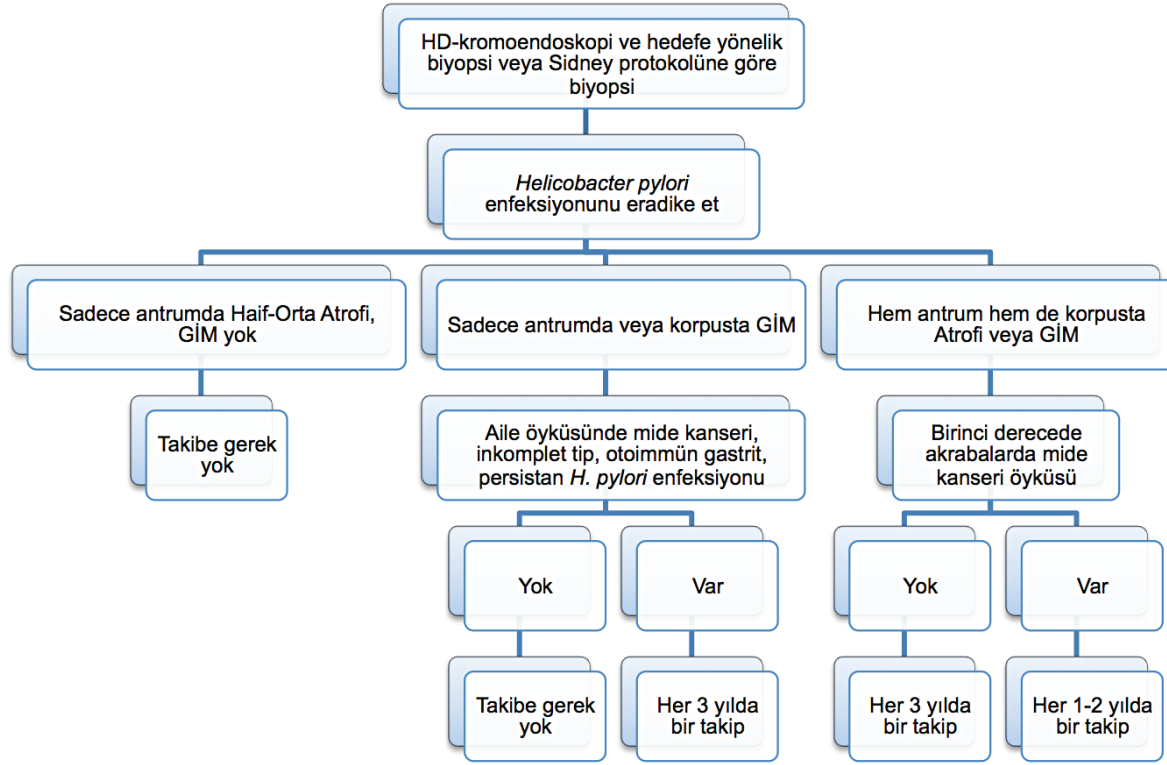 HD-kromoendoskopi ve hedefe yönelik
biyopsi veya Sidney protokolüne göre
biyopsi
Helicobacter pylori
enfeksiyonunu eradike et
Sadece antrumda Haif-Orta Atrofi,
GİM yok
Takibe gerek
yok
Sadece antrumda veya korpusta GİM
Aile öyküsünde mide kanseri,
inkomplet tip, otoimmün gastrit,
persistan H. pylori enfeksiyonu
Yok
Takibe gerek
yok
Var
Her 3 yılda
bir takip
Hem antrum hem de korpusta
Atrofi veya GİM
Birinci derecede
akrabalarda mide
kanseri öyküsü
Yok
Her 3 yılda
bir takip
Var
Her 1-2 yılda
bir takip